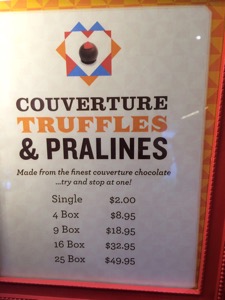 COUVERTURE
TRUFFLES
& PRALINES
Made from the finest couverture chocolate
...try and stop at one!
Single $2.00
4 Box $8.95
9 Box $18.95
16 Box $32.95
25 Box $49.95